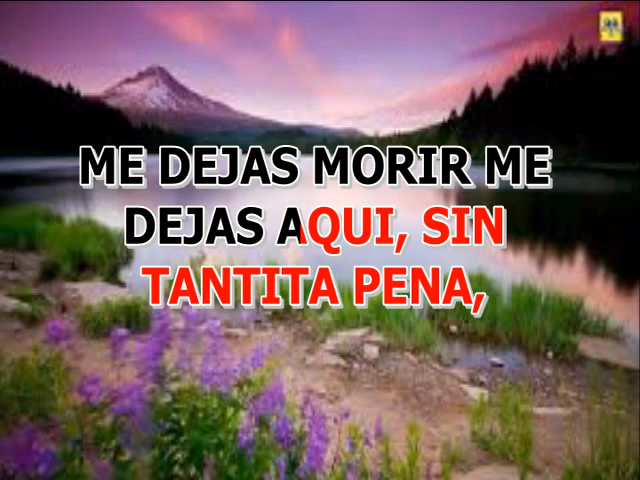 ME DEJAS MORIR ME
DEJAS AQUI, SIN
TANTITA PENA,